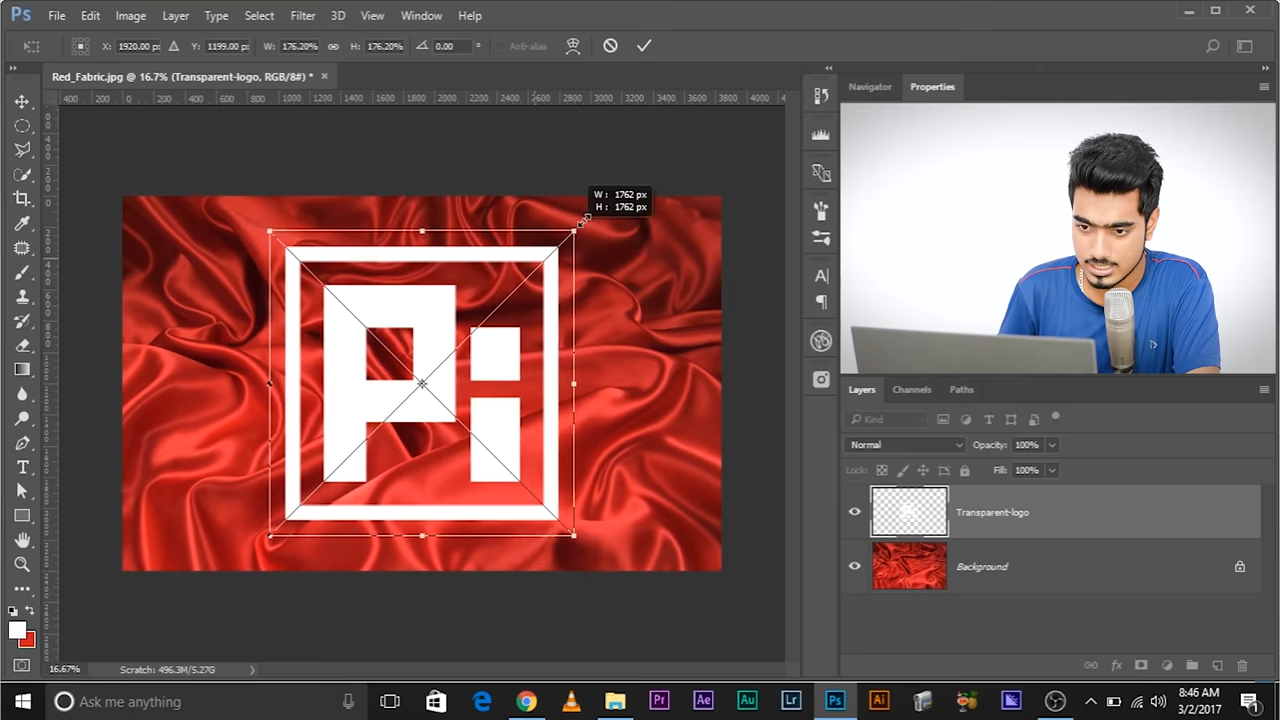 Ps File Edit Image Layer Type Select Filter 3D View Window Help
X: 1920.00 px Y: 1199.00 px W: 176.20% H: 176.20% 0.00 ° Anti-alias
Red_Fabric.jpg @ 16.7% (Transparent-logo, RGB/8#) *
400 200 0 200 400 600 800 1000 1200 1400 1600 1800 2000 2200 2400 2600 2800 3000 3200 3400 3600 3800 4000 4
Navigator Properties
W : 1762 px
H : 1762 px
Pi
Layers Channels Paths
Kind
Normal Opacity: 100%
Lock: Fill: 100%
Transparent-logo
Background
16.67% Scratch: 496.3M/5.27G
Ask me anything Pr Ae Au Lr Ps Ai 8:46 AM
3/2/2017 1